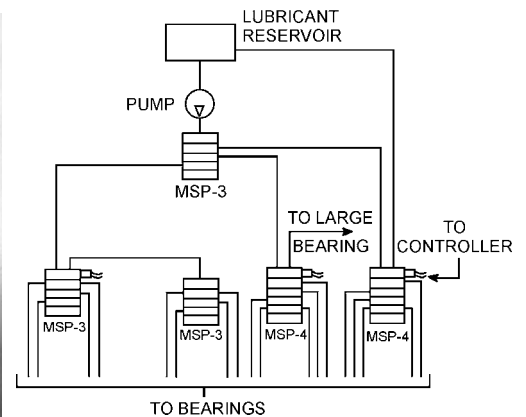 LUBRICANT
RESERVOIR
PUMP
MSP-3
TO LARGE
BEARING
TO
CONTROLLER
MSP-3
MSP-3
MSP-4
MSP-4
TO BEARINGS